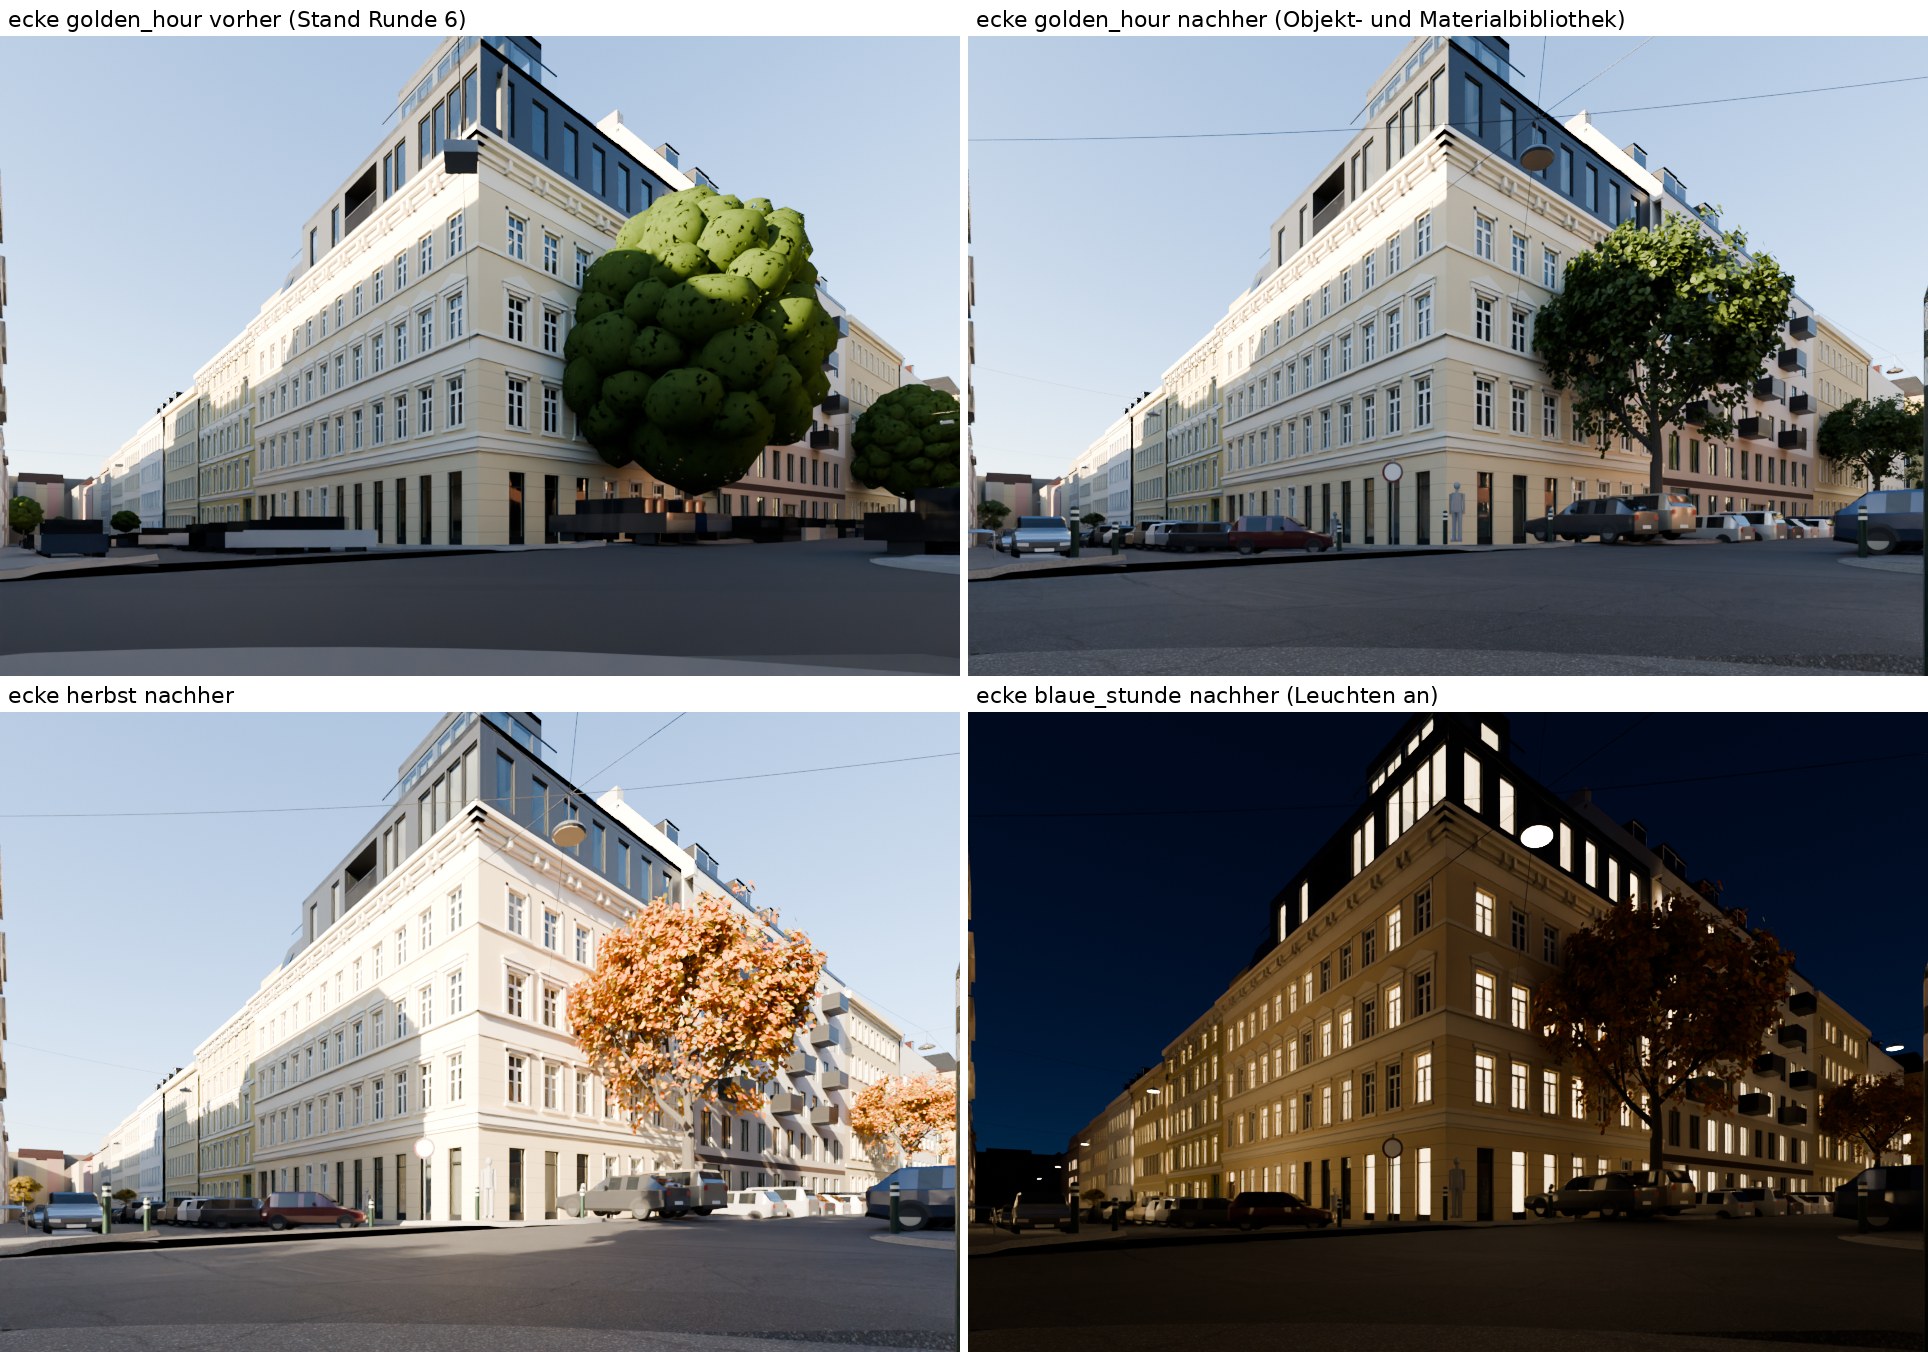 ecke golden_hour vorher (Stand Runde 6)
ecke golden_hour nachher (Objekt- und Materialbibliothek)
ecke herbst nachher
ecke blaue_stunde nachher (Leuchten an)